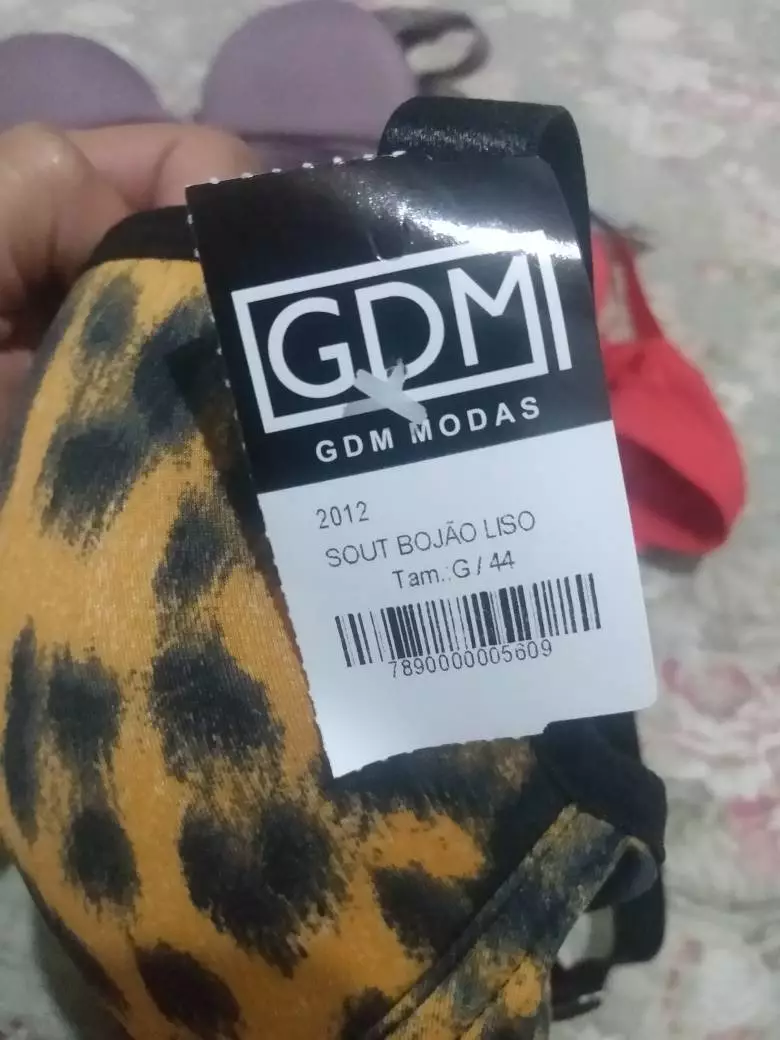 GDM
GDM MODAS
2012
SOUT BOJÃO LISO
Tam.:G / 44
7890000005609